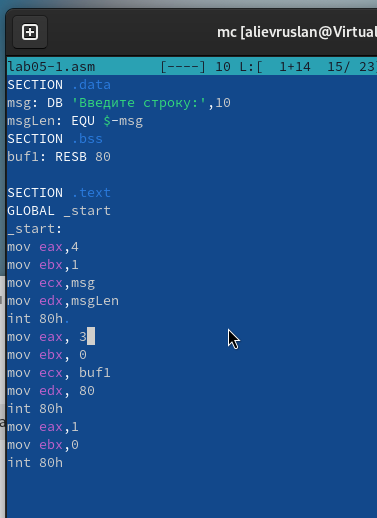 mc [alievruslan@Virtual
lab05-1.asm [----] 10 L:[ 1+14 15/ 23]
SECTION .data
msg: DB 'Введите строку:',10
msgLen: EQU $-msg
SECTION .bss
buf1: RESB 80
SECTION .text
GLOBAL _start
_start:
mov eax,4
mov ebx,1
mov ecx,msg
mov edx,msgLen
int 80h
mov eax, 3
mov ebx, 0
mov ecx, buf1
mov edx, 80
int 80h
mov eax,1
mov ebx,0
int 80h